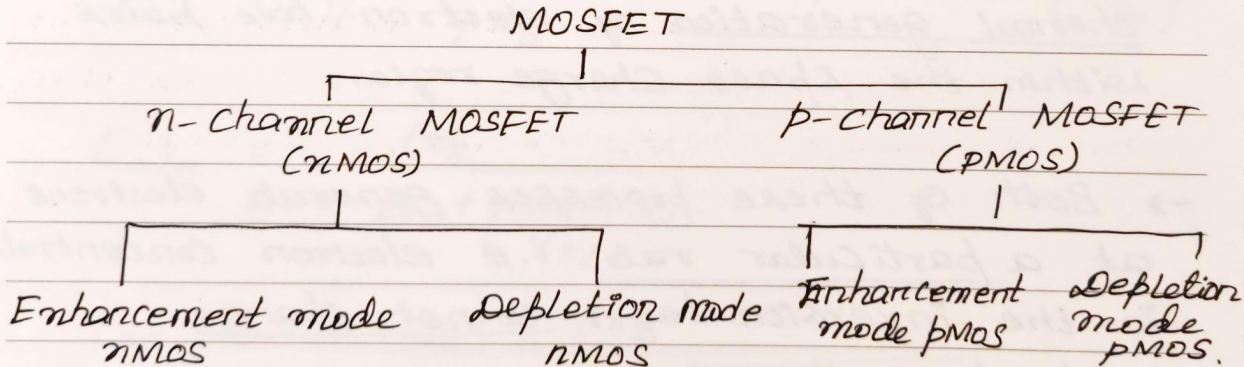 MOSFET
n-Channel MOSFET
(nMOS)
p-Channel MOSFET
(pMOS)
Enhancement mode
nMOS
Depletion mode
nMOS
Enhancement
mode pMOS
Depletion
mode
pMOS.